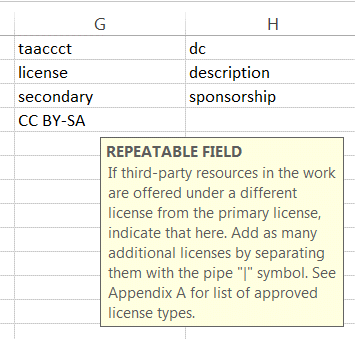 G H
taaccct dc
license description
secondary sponsorship
CC BY-SA
REPEATABLE FIELD
If third-party resources in the work
are offered under a different
license from the primary license,
indicate that here. Add as many
additional licenses by separating
them with the pipe "|" symbol. See
Appendix A for list of approved
license types.